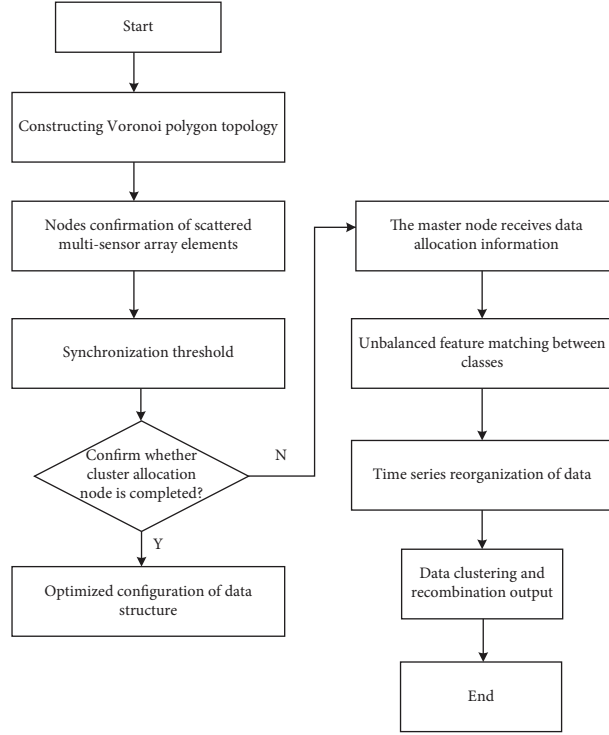 Start
Constructing Voronoi polygon topology
Nodes confirmation of scattered
multi-sensor array elements
Synchronization threshold
Confirm whether
cluster allocation
node is completed?
N
Y
Optimized configuration of data
structure
The master node receives data
allocation information
Unbalanced feature matching between
classes
Time series reorganization of data
Data clustering and
recombination output
End